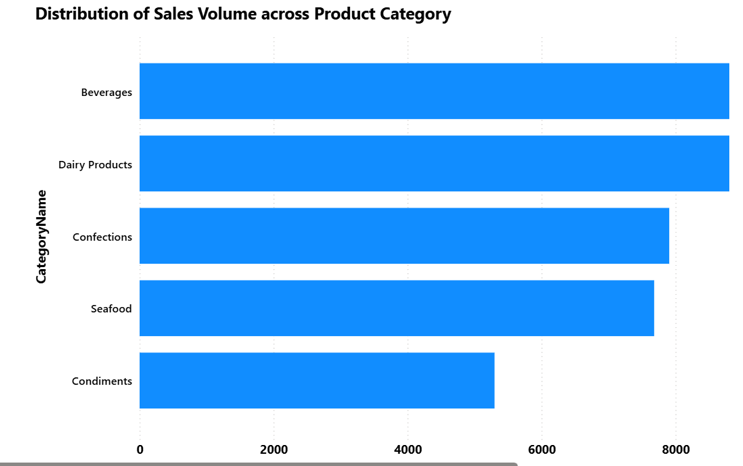 Distribution of Sales Volume across Product Category
CategoryName
Beverages
Dairy Products
Confections
Seafood
Condiments
0 2000 4000 6000 8000